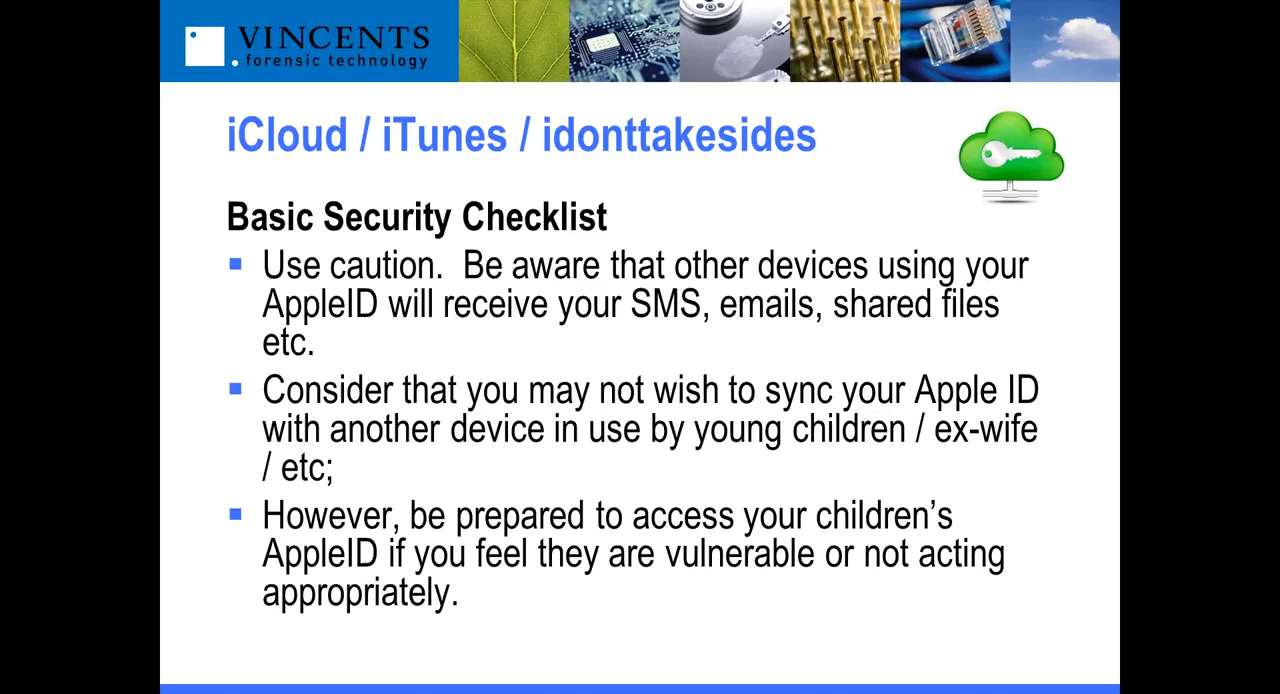 VINCENTS
forensic technology
iCloud / iTunes / idonttakesides
Basic Security Checklist
Use caution.  Be aware that other devices using your
AppleID will receive your SMS, emails, shared files
etc.
Consider that you may not wish to sync your Apple ID
with another device in use by young children / ex-wife
/ etc;
However, be prepared to access your children’s
AppleID if you feel they are vulnerable or not acting
appropriately.